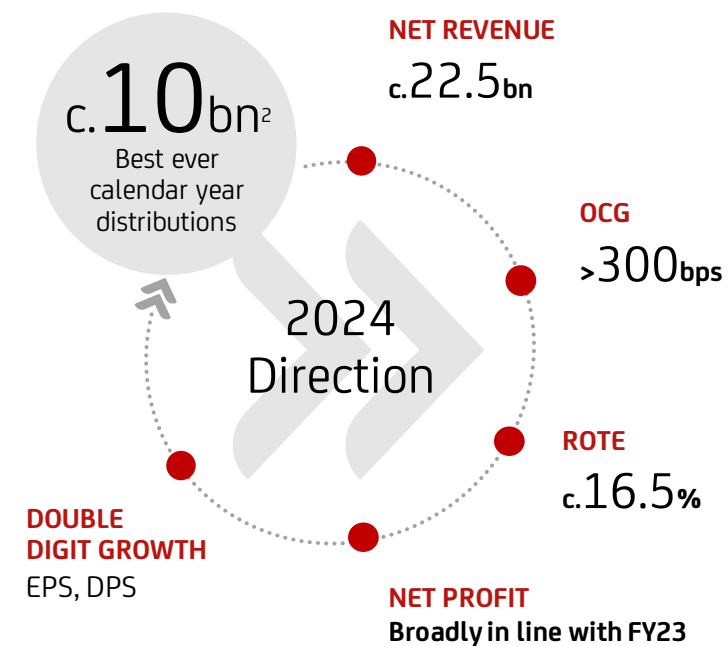 c.10bn²
Best ever
calendar year
distributions
NET REVENUE
c.22.5bn
OCG
>300bps
2024
Direction
ROTE
c.16.5%
DOUBLE
DIGIT GROWTH
EPS, DPS
NET PROFIT
Broadly in line with FY23